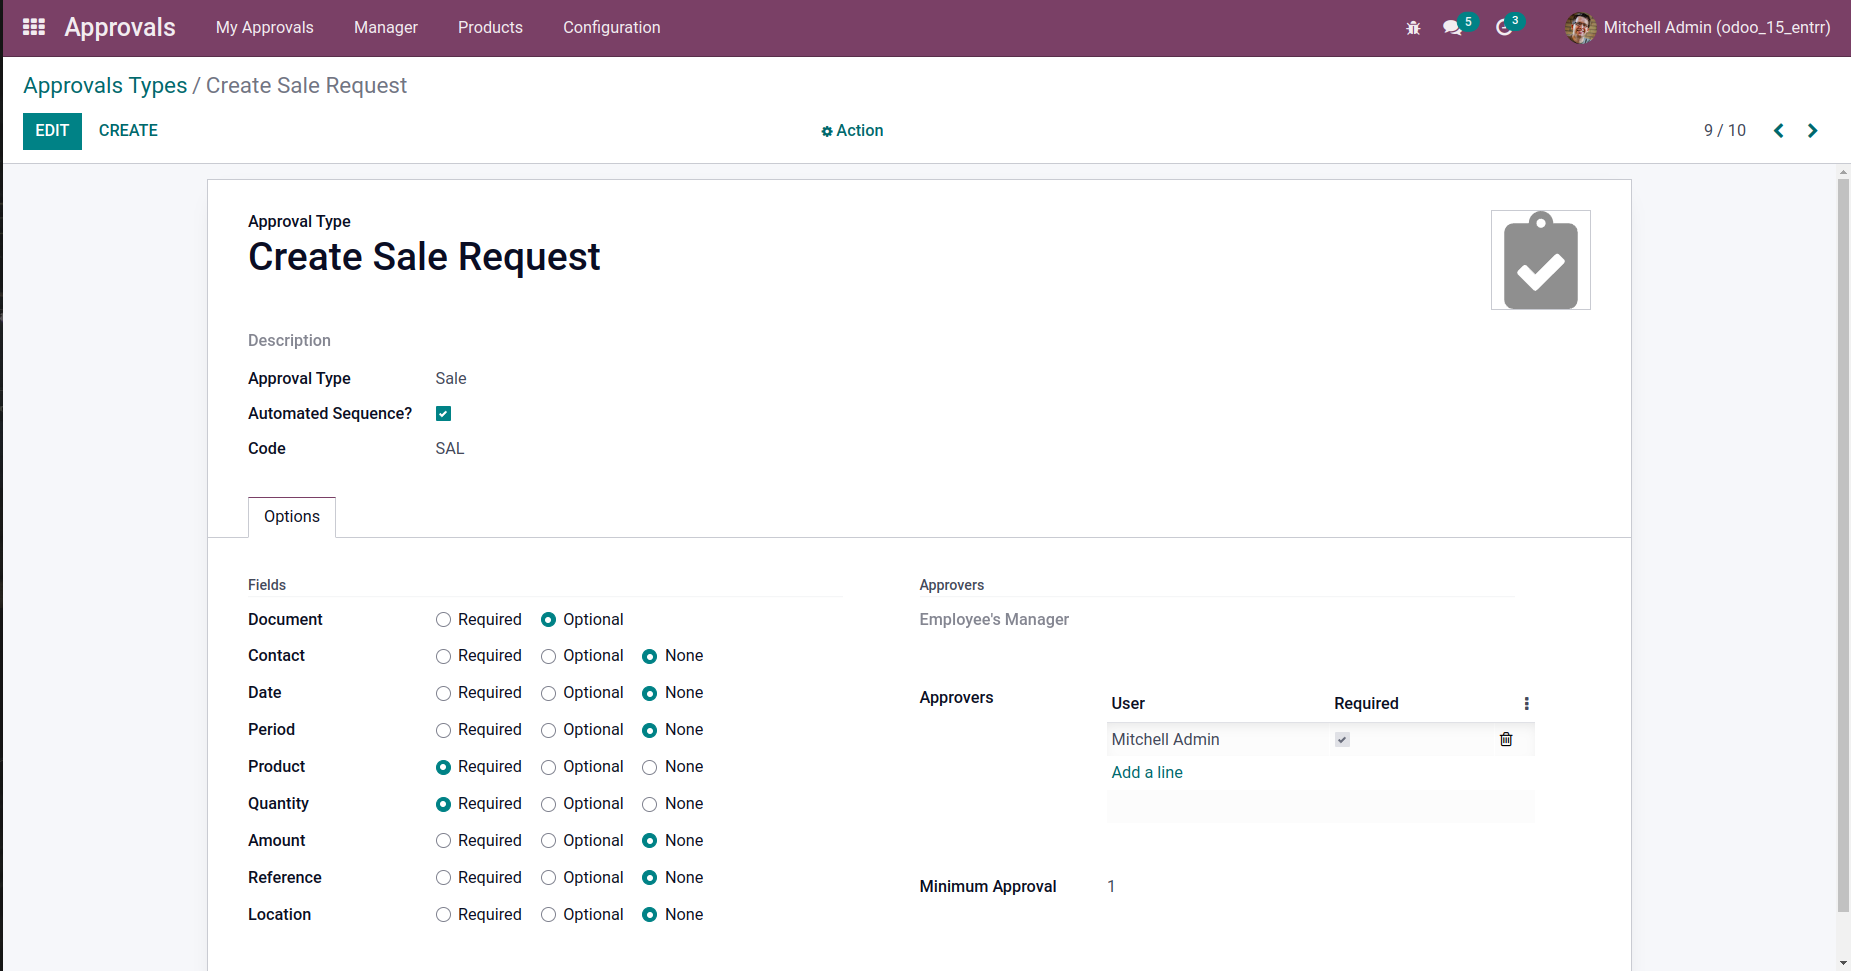 Approvals My Approvals Manager Products Configuration 5 3 Mitchell Admin (odoo_15_entrr)
Approvals Types / Create Sale Request
EDIT CREATE Action 9 / 10
Approval Type
Create Sale Request
Description
Approval Type Sale
Automated Sequence?
Code SAL
Options
Fields
Document Required Optional
Contact Required Optional None
Date Required Optional None
Period Required Optional None
Product Required Optional None
Quantity Required Optional None
Amount Required Optional None
Reference Required Optional None
Location Required Optional None
Approvers
Employee's Manager
Approvers User Required
Mitchell Admin
Add a line
Minimum Approval 1